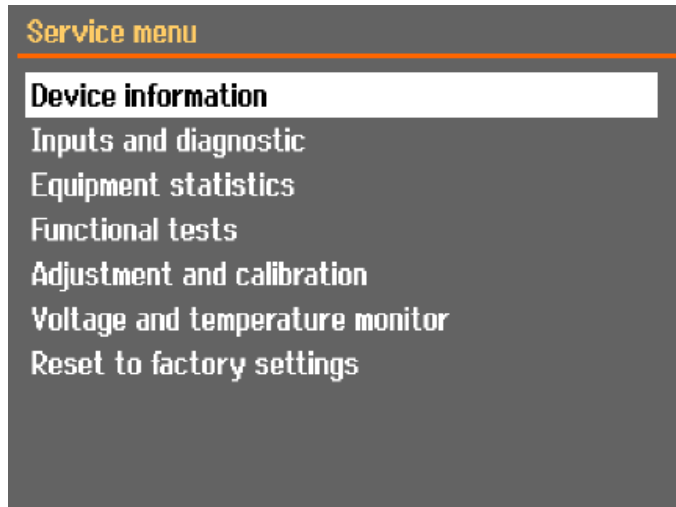 Service menu
Device information
Inputs and diagnostic
Equipment statistics
Functional tests
Adjustment and calibration
Voltage and temperature monitor
Reset to factory settings